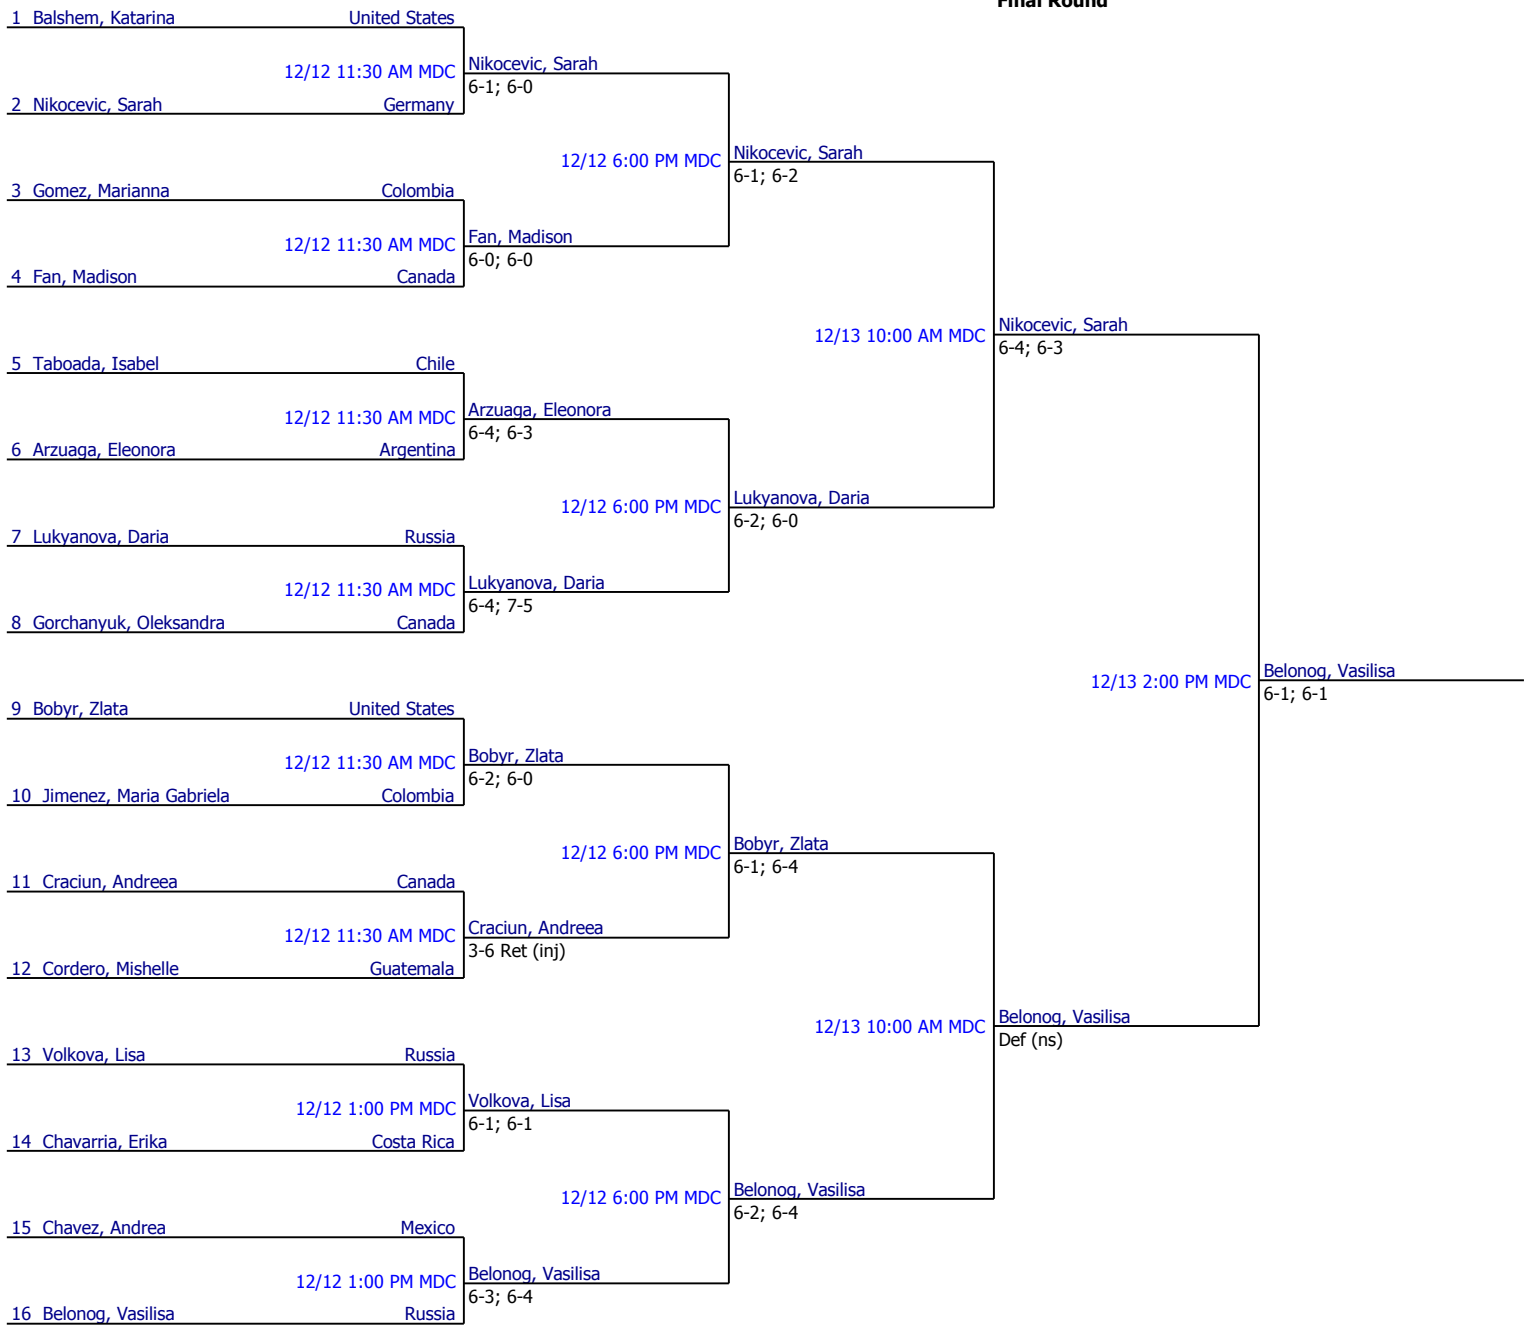 Final Round
1 Balshem, Katarina United States
12/12 11:30 AM MDC
Nikocevic, Sarah
6-1; 6-0
2 Nikocevic, Sarah Germany
12/12 6:00 PM MDC
Nikocevic, Sarah
6-1; 6-2
3 Gomez, Marianna Colombia
12/12 11:30 AM MDC
Fan, Madison
6-0; 6-0
4 Fan, Madison Canada
12/13 10:00 AM MDC
Nikocevic, Sarah
6-4; 6-3
5 Taboada, Isabel Chile
12/12 11:30 AM MDC
Arzuaga, Eleonora
6-4; 6-3
6 Arzuaga, Eleonora Argentina
12/12 6:00 PM MDC
Lukyanova, Daria
6-2; 6-0
7 Lukyanova, Daria Russia
12/12 11:30 AM MDC
Lukyanova, Daria
6-4; 7-5
8 Gorchanyuk, Oleksandra Canada
12/13 2:00 PM MDC
Belonog, Vasilisa
6-1; 6-1
9 Bobyr, Zlata United States
12/12 11:30 AM MDC
Bobyr, Zlata
6-2; 6-0
10 Jimenez, Maria Gabriela Colombia
12/12 6:00 PM MDC
Bobyr, Zlata
6-1; 6-4
11 Craciun, Andreea Canada
12/12 11:30 AM MDC
Craciun, Andreea
3-6 Ret (inj)
12 Cordero, Mishelle Guatemala
12/13 10:00 AM MDC
Belonog, Vasilisa
Def (ns)
13 Volkova, Lisa Russia
12/12 1:00 PM MDC
Volkova, Lisa
6-1; 6-1
14 Chavarria, Erika Costa Rica
12/12 6:00 PM MDC
Belonog, Vasilisa
6-2; 6-4
15 Chavez, Andrea Mexico
12/12 1:00 PM MDC
Belonog, Vasilisa
6-3; 6-4
16 Belonog, Vasilisa Russia